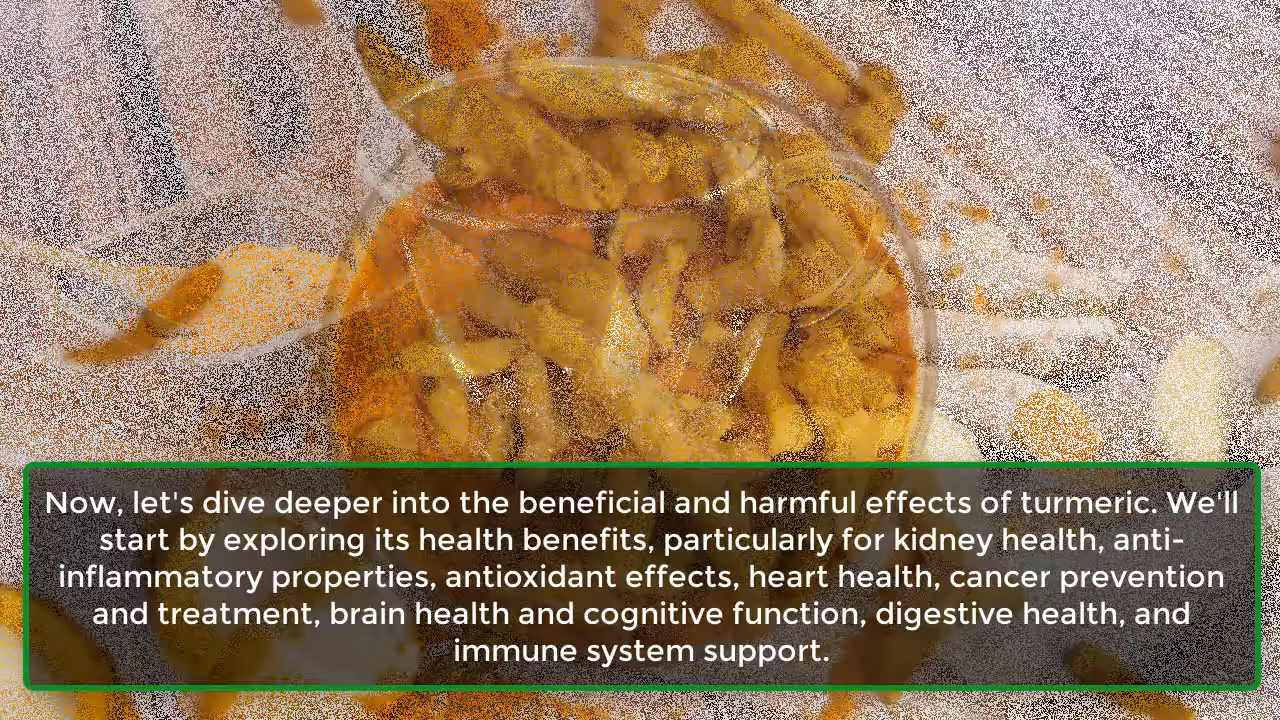 Now, let's dive deeper into the beneficial and harmful effects of turmeric. We'll
start by exploring its health benefits, particularly for kidney health, anti-
inflammatory properties, antioxidant effects, heart health, cancer prevention
and treatment, brain health and cognitive function, digestive health, and
immune system support.